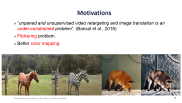 Motivations
"unpaired and unsupervised video retargeting and image translation is an
under-constrained problem" (Bansal et al., 2018)
Flickering problem.
Better color mapping.